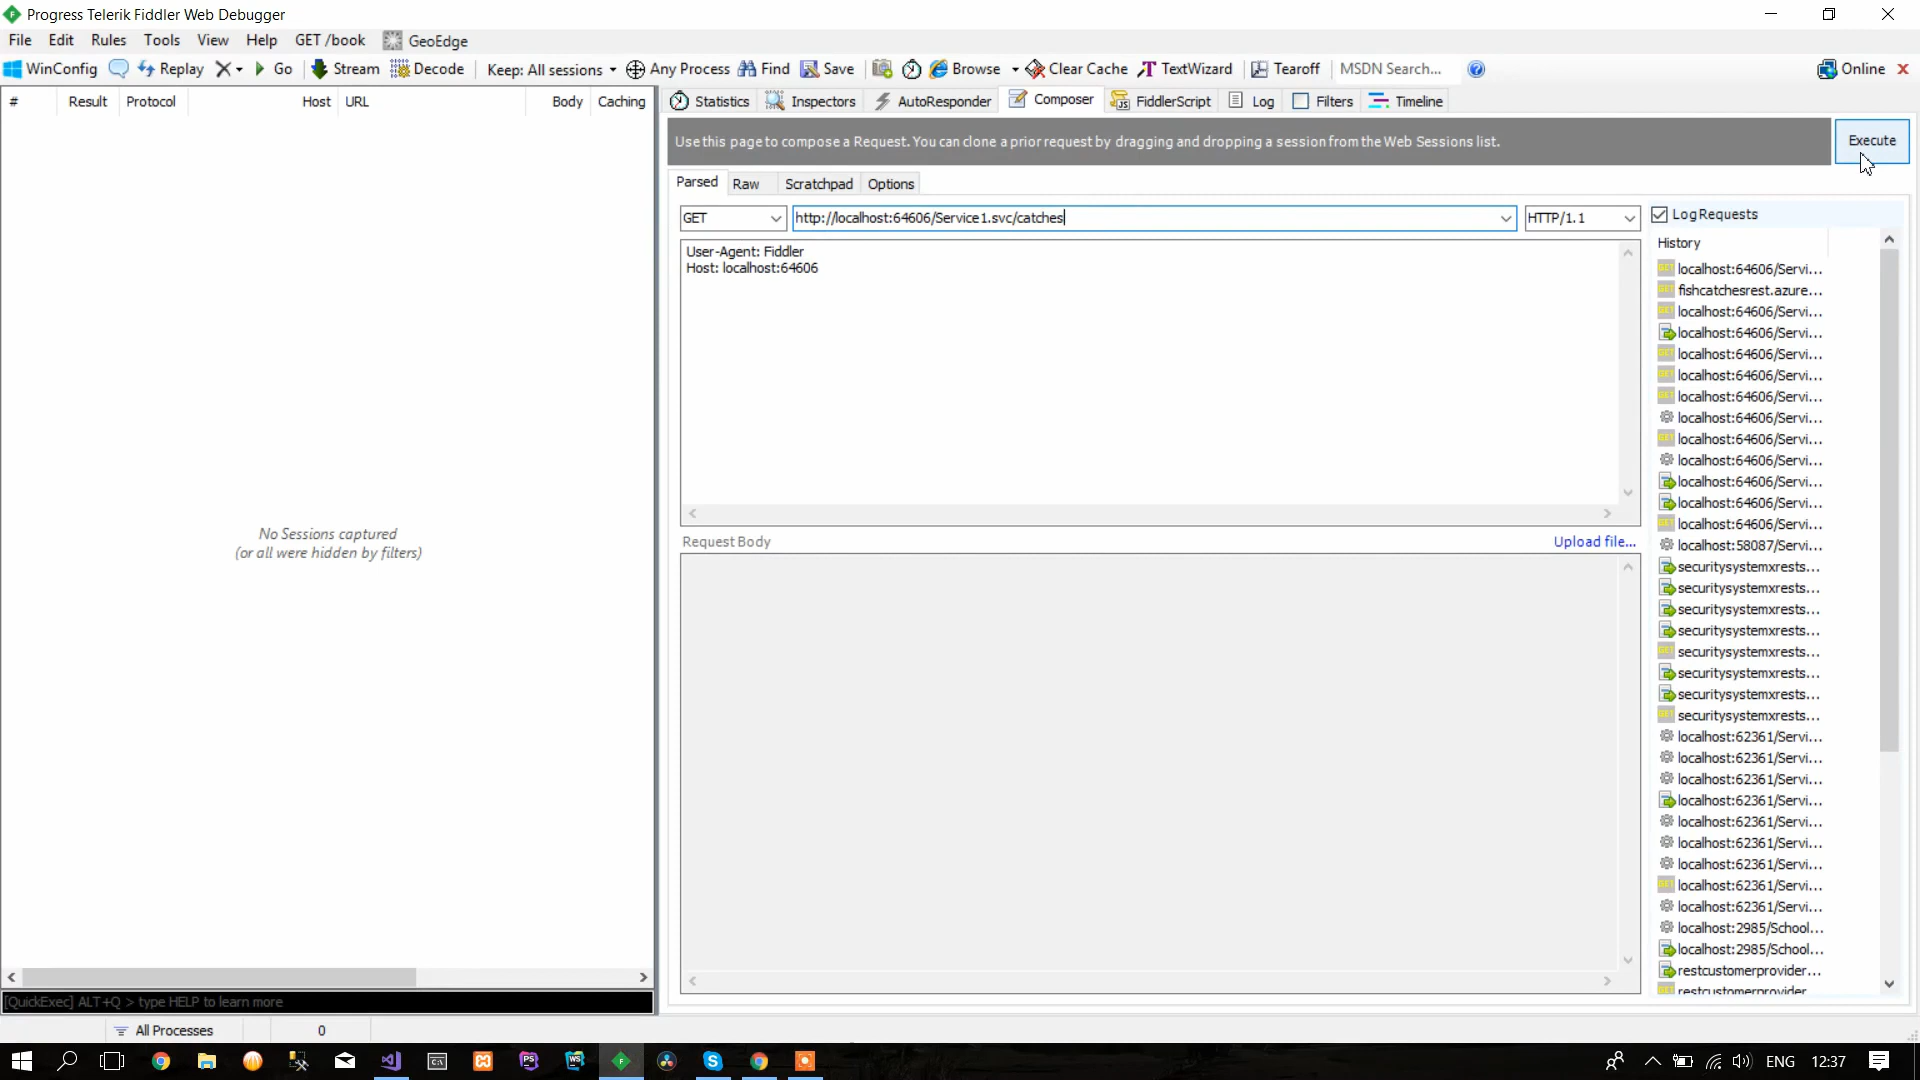 Progress Telerik Fiddler Web Debugger
File Edit Rules Tools View Help GET /book GeoEdge
WinConfig Replay Go Stream Decode Keep: All sessions Any Process Find Save Browse Clear Cache TextWizard Tearoff MSDN Search... Online
# Result Protocol Host URL Body Caching
Statistics Inspectors AutoResponder Composer FiddlerScript Log Filters Timeline
Use this page to compose a Request. You can clone a prior request by dragging and dropping a session from the Web Sessions list.
Execute
Parsed Raw Scratchpad Options
GET http://localhost:64606/Service1.svc/catches HTTP/1.1
Log Requests
User-Agent: Fiddler
Host: localhost:64606
History
localhost:64606/Servi...
fishcatchesrest.azure...
localhost:64606/Servi...
localhost:64606/Servi...
localhost:64606/Servi...
localhost:64606/Servi...
localhost:64606/Servi...
localhost:64606/Servi...
localhost:64606/Servi...
localhost:64606/Servi...
localhost:64606/Servi...
localhost:64606/Servi...
localhost:64606/Servi...
localhost:58087/Servi...
securitysystemxrests...
securitysystemxrests...
securitysystemxrests...
securitysystemxrests...
securitysystemxrests...
securitysystemxrests...
securitysystemxrests...
securitysystemxrests...
localhost:62361/Servi...
localhost:62361/Servi...
localhost:62361/Servi...
localhost:62361/Servi...
localhost:62361/Servi...
localhost:62361/Servi...
localhost:62361/Servi...
localhost:62361/Servi...
localhost:62361/Servi...
localhost:2985/School...
localhost:2985/School...
restcustomerprovider...
restcustomerprovider
No Sessions captured
(or all were hidden by filters)
Request Body Upload file...
[QuickExec] ALT+Q > type HELP to learn more
All Processes 0
ENG 12:37